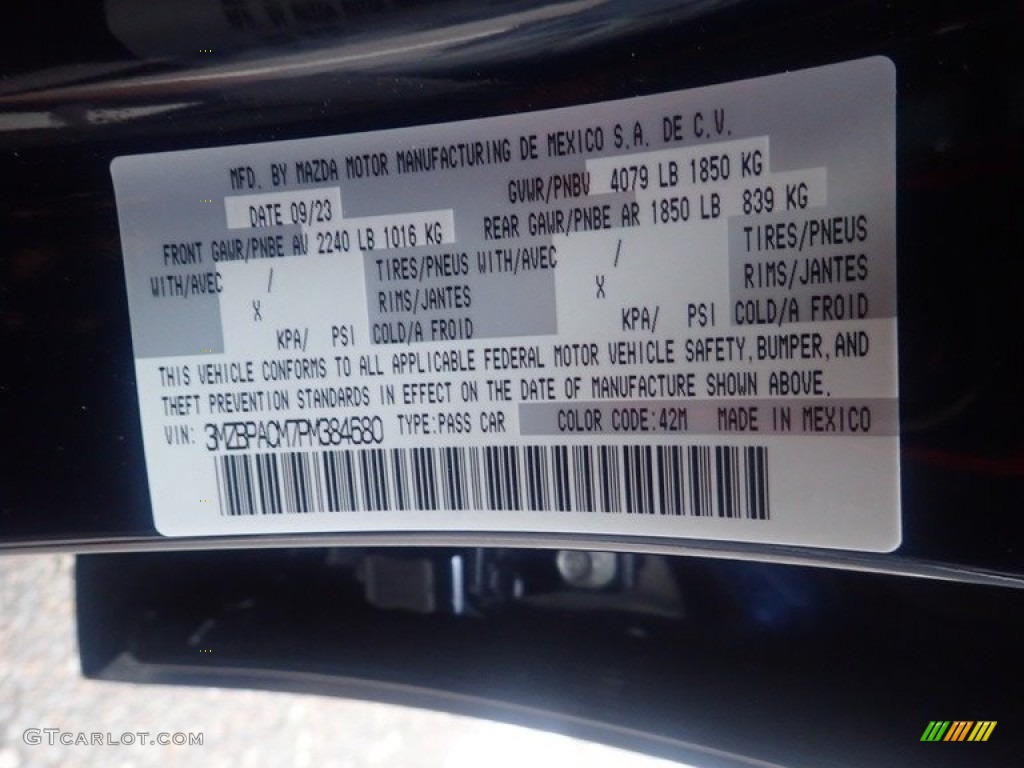 MFD. BY MAZDA MOTOR MANUFACTURING DE MEXICO S.A. DE C.V.
DATE 09/23 GVWR/PNBV 4079 LB 1850 KG
FRONT GAWR/PNBE AV 2240 LB 1016 KG REAR GAWR/PNBE AR 1850 LB 839 KG
WITH/AVEC / TIRES/PNEUS WITH/AVEC / TIRES/PNEUS
X RIMS/JANTES X RIMS/JANTES
KPA/ PSI COLD/A FROID KPA/ PSI COLD/A FROID
THIS VEHICLE CONFORMS TO ALL APPLICABLE FEDERAL MOTOR VEHICLE SAFETY, BUMPER, AND
THEFT PREVENTION STANDARDS IN EFFECT ON THE DATE OF MANUFACTURE SHOWN ABOVE.
VIN: 3MZBPACM7PM384680 TYPE:PASS CAR COLOR CODE:42M MADE IN MEXICO
GTCARLOT.COM